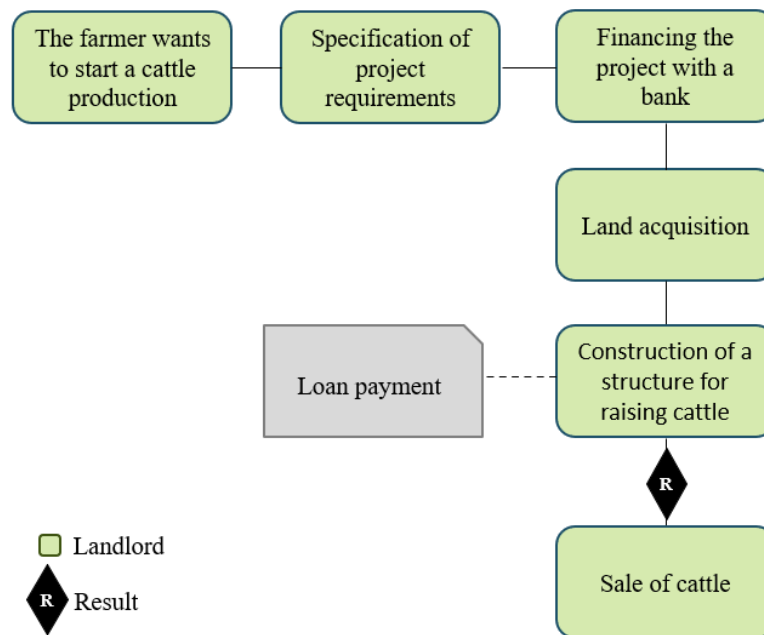 The farmer wants
to start a cattle
production
Specification of
project
requirements
Financing the
project with a
bank
Land acquisition
Construction of a
structure for
raising cattle
Loan payment
R
Sale of cattle
Landlord
R
Result